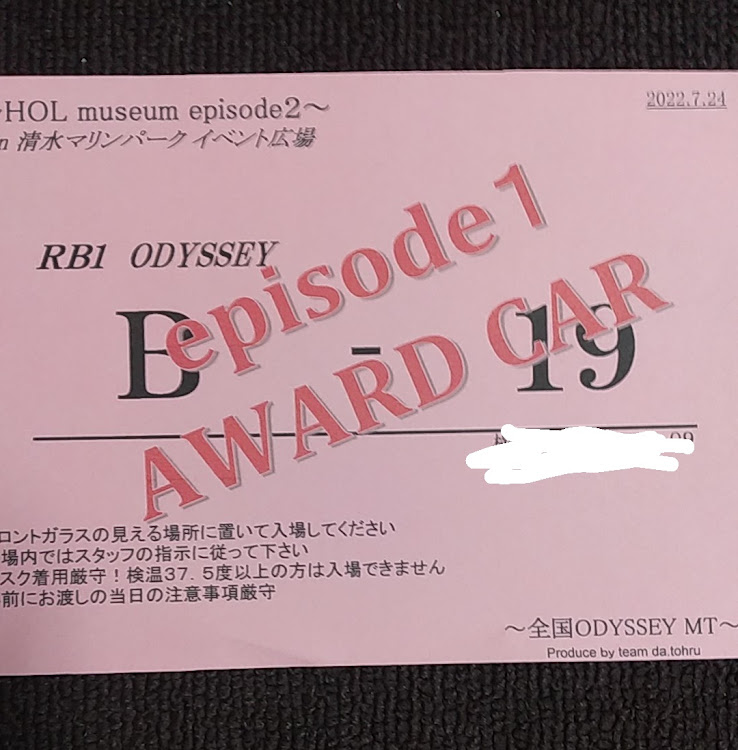 ~HOL museum episode2～
in 清水マリンパーク イベント広場
2022.7.24
RB1 ODYSSEY
B - 19
episode1
AWARD CAR
ロントガラスの見える場所に置いて入場してください
場内ではスタッフの指示に従って下さい
スク着用厳守！検温37.5度以上の方は入場できません
前にお渡しの当日の注意事項厳守
～全国ODYSSEY MT～
Produce by team da.tohru